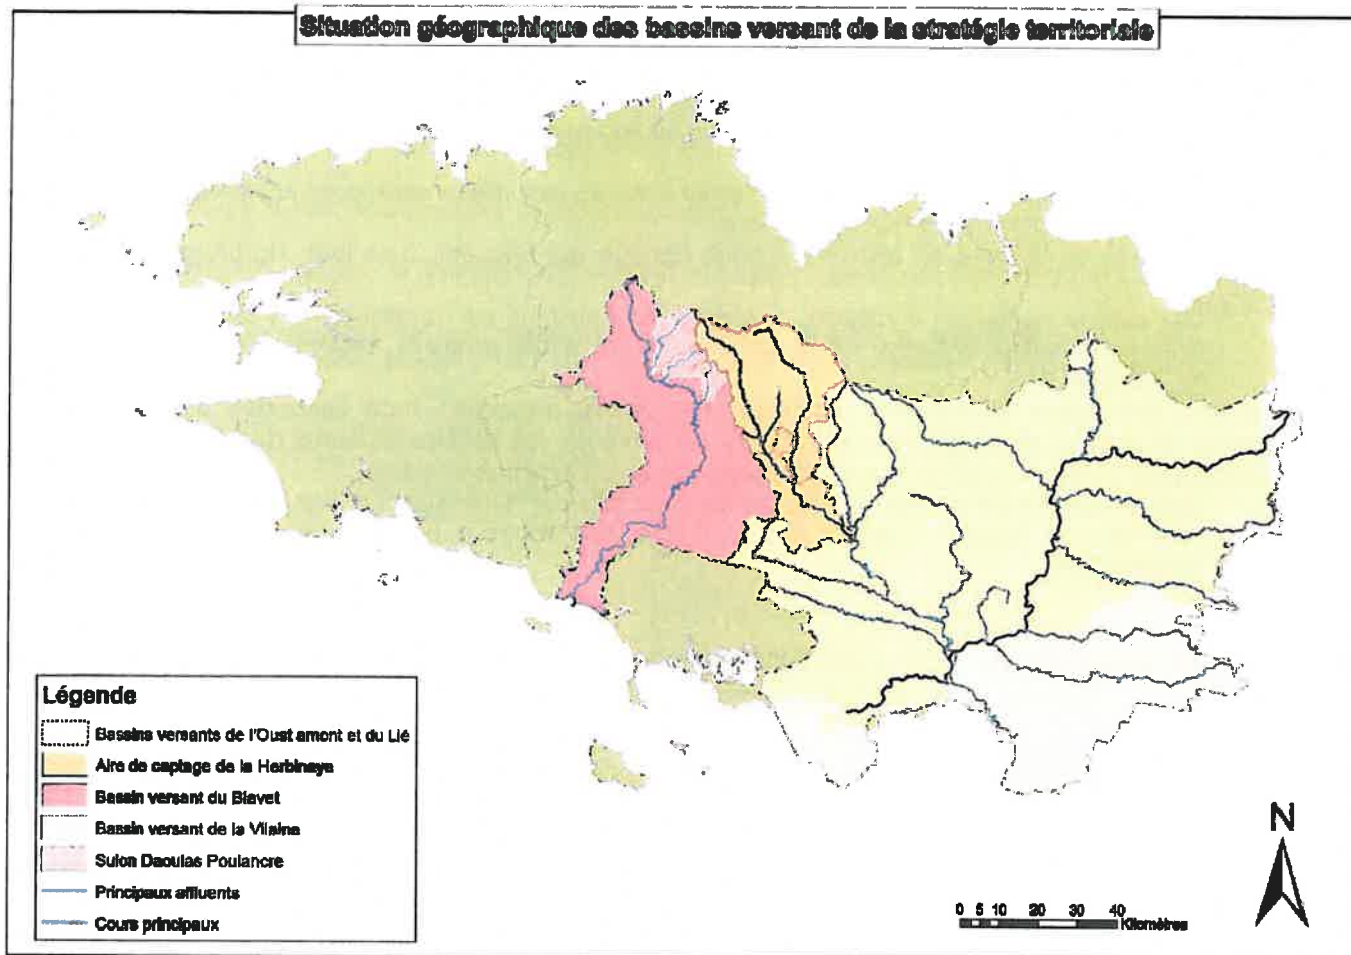 Situation géographique des bassins versant de la stratégie territoriale
Légende
Bassins versants de l'Oust amont et du Lié
Aire de captage de la Herbinaye
Bassin versant du Blavet
Bassin versant de la Vilaine
Sulon Daoulas Poulancre
Principaux affluents
Cours principaux
N
0 5 10 20 30 40
Kilomètres